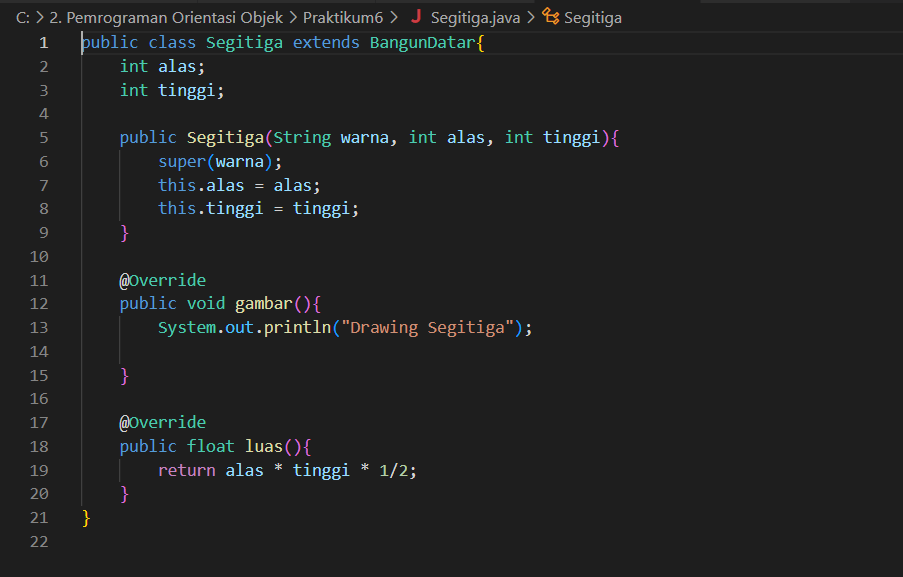 C: > 2. Pemrograman Orientasi Objek > Praktikum6 > J Segitiga.java > Segitiga
1 public class Segitiga extends BangunDatar{
2     int alas;
3     int tinggi;
4
5     public Segitiga(String warna, int alas, int tinggi){
6         super(warna);
7         this.alas = alas;
8         this.tinggi = tinggi;
9     }
10
11     @Override
12     public void gambar(){
13         System.out.println("Drawing Segitiga");
14
15     }
16
17     @Override
18     public float luas(){
19         return alas * tinggi * 1/2;
20     }
21 }
22